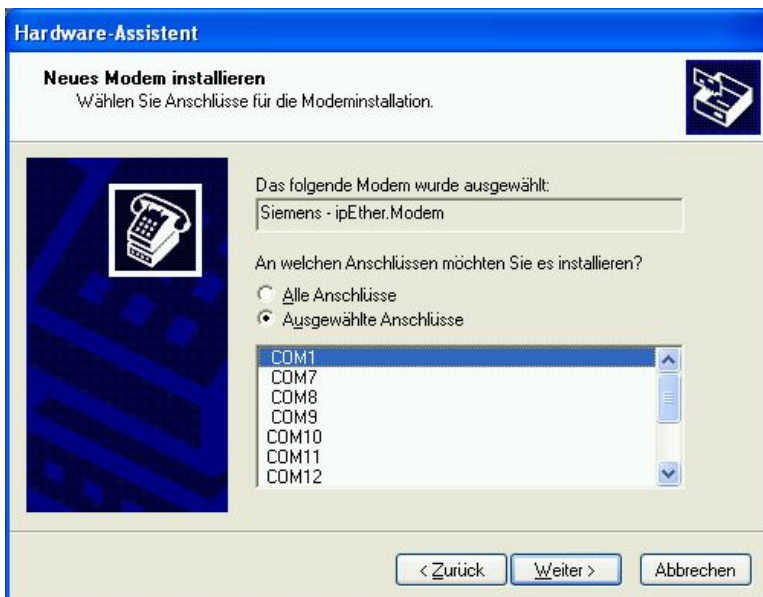 Hardware-Assistent
Neues Modem installieren
Wählen Sie Anschlüsse für die Modeminstallation.
Das folgende Modem wurde ausgewählt:
Siemens - ipEther.Modem
An welchen Anschlüssen möchten Sie es installieren?
Alle Anschlüsse
Ausgewählte Anschlüsse
COM1
COM7
COM8
COM9
COM10
COM11
COM12
< Zurück Weiter > Abbrechen